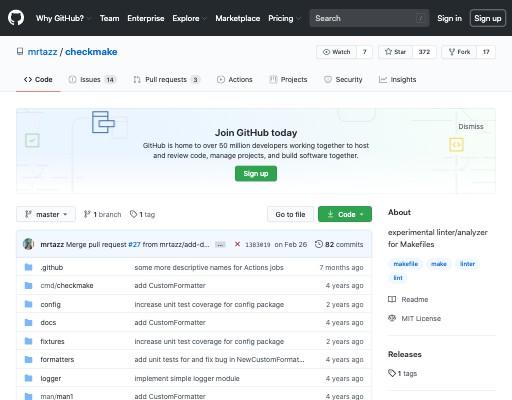 Why GitHub? Team Enterprise Explore Marketplace Pricing Search / Sign in Sign up
mrtazz / checkmake Watch 7 Star 372 Fork 17
Code Issues 14 Pull requests 3 Actions Projects Security Insights
Dismiss
Join GitHub today
GitHub is home to over 50 million developers working together to host
and review code, manage projects, and build software together.
Sign up
master 1 branch 1 tag Go to file Code
mrtazz Merge pull request #27 from mrtazz/add-d... ... 1383019 on Feb 26 82 commits
.github some more descriptive names for Actions jobs 7 months ago
cmd/checkmake add CustomFormatter 4 years ago
config increase unit test coverage for config package 2 years ago
docs add CustomFormatter 4 years ago
fixtures increase unit test coverage for config package 2 years ago
formatters add unit tests for and fix bug in NewCustomFormat... 4 years ago
logger implement simple logger module 4 years ago
man/man1 add CustomFormatter 4 years ago
About
experimental linter/analyzer
for Makefiles
makefile make linter
lint
Readme
MIT License
Releases
1 tags